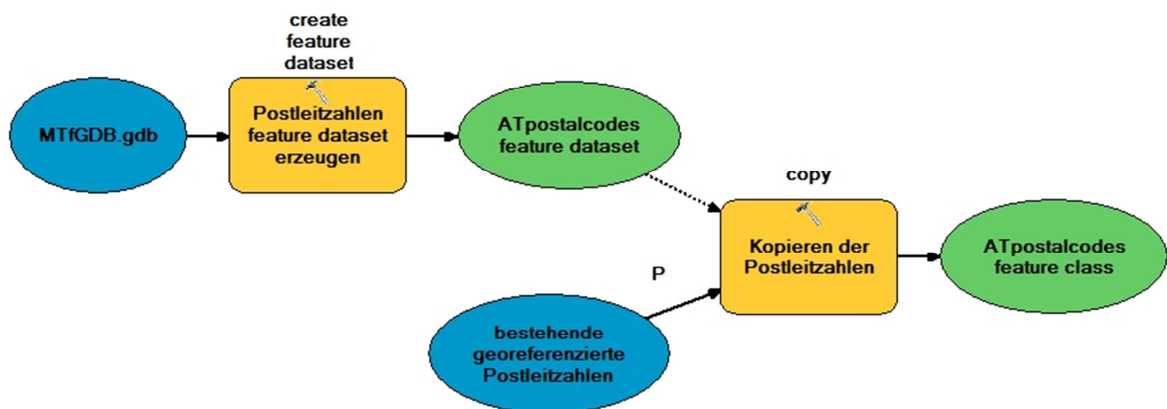 create
feature
dataset
MTfGDB.gdb
Postleitzahlen
feature dataset
erzeugen
ATpostalcodes
feature dataset
copy
Kopieren der
Postleitzahlen
ATpostalcodes
feature class
P
bestehende
georeferenzierte
Postleitzahlen